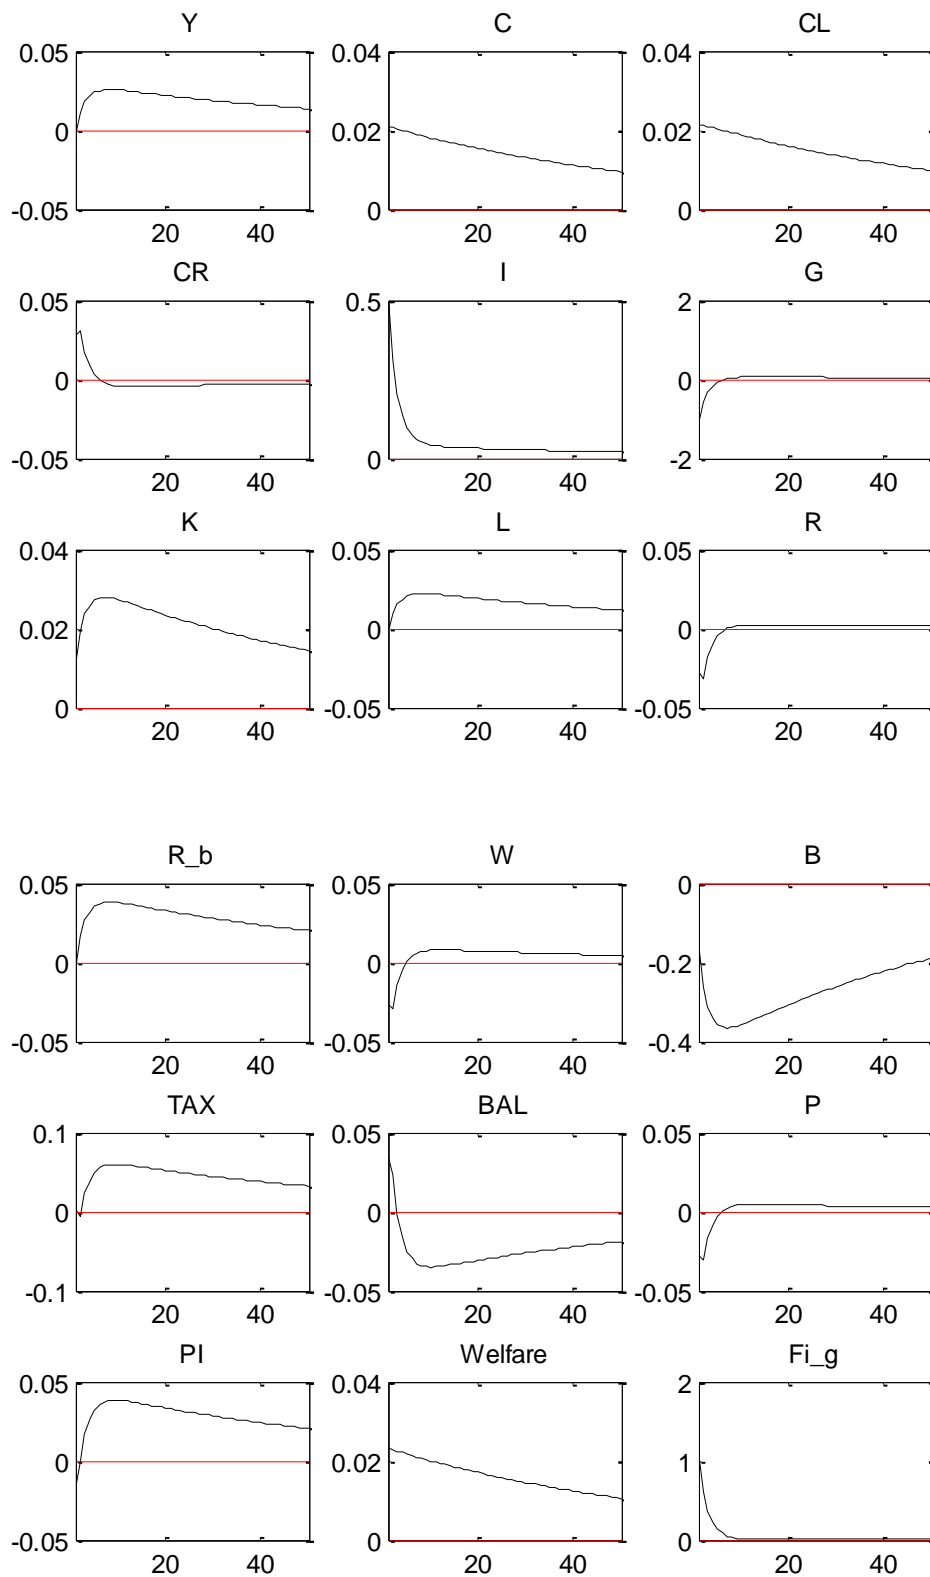 Y C CL
0.05 0.04 0.04
0 0.02 0.02
-0.05 0 0
20 40 20 40 20 40
CR I G
0.05 0.5 2
0 0
-0.05 0 -2
20 40 20 40 20 40
K L R
0.04 0.05 0.05
0.02 0 0
0 -0.05 -0.05
20 40 20 40 20 40
R_b W B
0.05 0.05 0
0 0 -0.2
-0.05 -0.05 -0.4
20 40 20 40 20 40
TAX BAL P
0.1 0.05 0.05
0 0 0
-0.1 -0.05 -0.05
20 40 20 40 20 40
PI Welfare Fi_g
0.05 0.04 2
0 0.02 1
-0.05 0 0
20 40 20 40 20 40